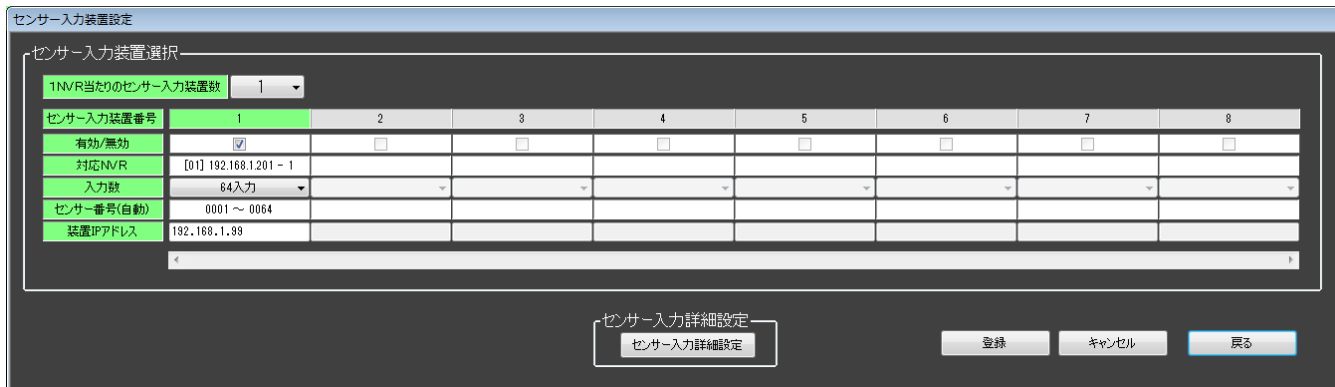 センサー入力装置設定
センサー入力装置選択
1NVR当たりのセンサー入力装置数 1
センサー入力装置番号 1 2 3 4 5 6 7 8
有効/無効
対応NVR [01] 192.168.1.201 - 1
入力数 64入力
センサー番号(自動) 0001 ～ 0064
装置IPアドレス 192.168.1.99
センサー入力詳細設定
センサー入力詳細設定 登録 キャンセル 戻る